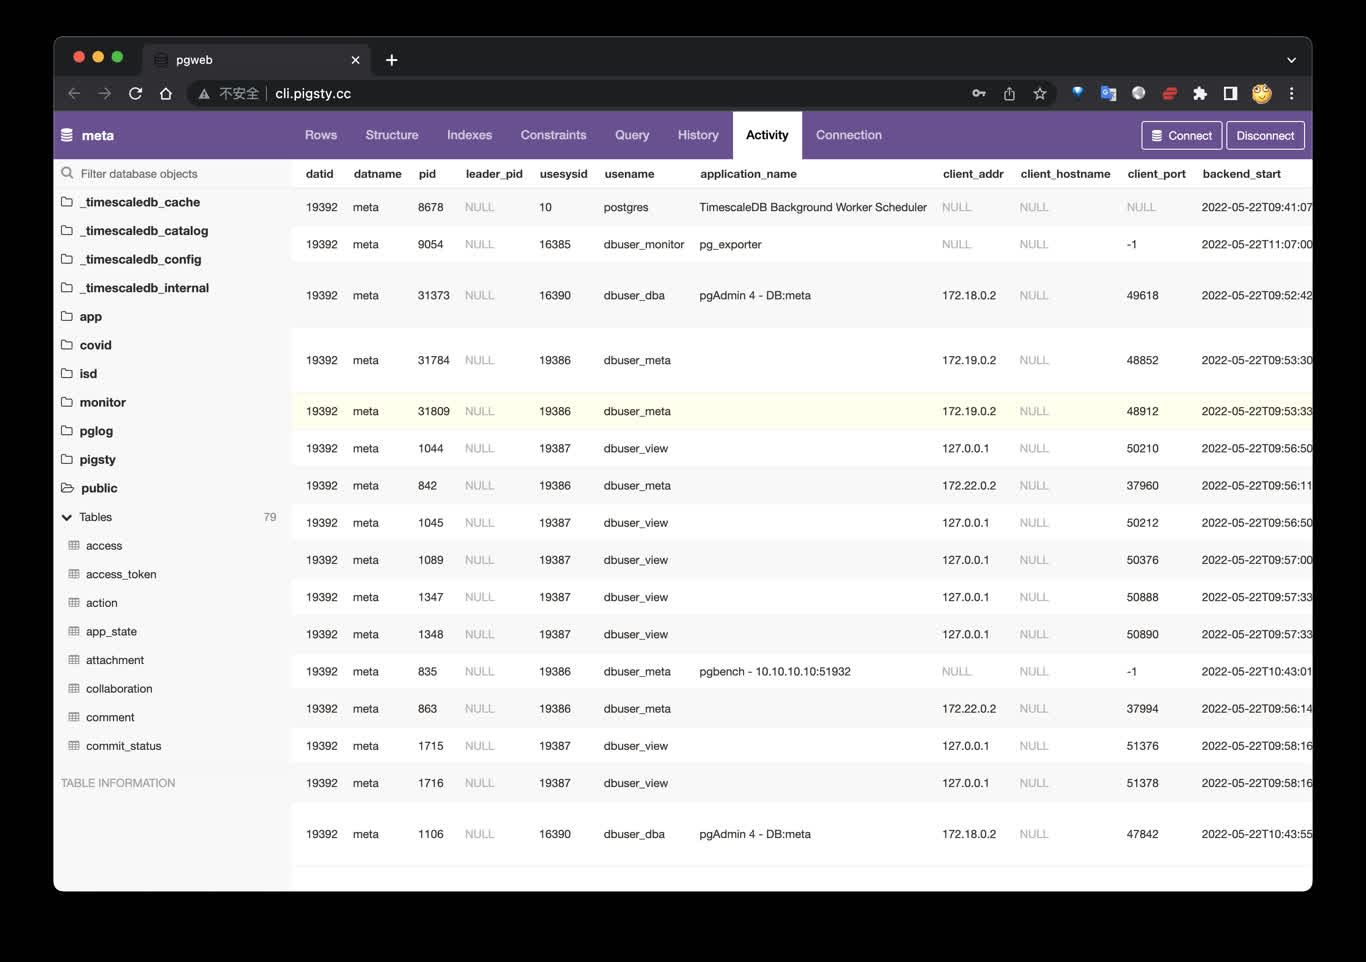 pgweb
不安全 cli.pigsty.cc
meta Rows Structure Indexes Constraints Query History Activity Connection Connect Disconnect
Filter database objects
_timescaledb_cache
_timescaledb_catalog
_timescaledb_config
_timescaledb_internal
app
covid
isd
monitor
pglog
pigsty
public
Tables 79
access
access_token
action
app_state
attachment
collaboration
comment
commit_status
TABLE INFORMATION
datid datname pid leader_pid usesysid usename application_name client_addr client_hostname client_port backend_start
19392 meta 8678 NULL 10 postgres TimescaleDB Background Worker Scheduler NULL NULL NULL 2022-05-22T09:41:07
19392 meta 9054 NULL 16385 dbuser_monitor pg_exporter NULL NULL -1 2022-05-22T11:07:00
19392 meta 31373 NULL 16390 dbuser_dba pgAdmin 4 - DB:meta 172.18.0.2 NULL 49618 2022-05-22T09:52:42
19392 meta 31784 NULL 19386 dbuser_meta 172.19.0.2 NULL 48852 2022-05-22T09:53:30
19392 meta 31809 NULL 19386 dbuser_meta 172.19.0.2 NULL 48912 2022-05-22T09:53:33
19392 meta 1044 NULL 19387 dbuser_view 127.0.0.1 NULL 50210 2022-05-22T09:56:50
19392 meta 842 NULL 19386 dbuser_meta 172.22.0.2 NULL 37960 2022-05-22T09:56:11
19392 meta 1045 NULL 19387 dbuser_view 127.0.0.1 NULL 50212 2022-05-22T09:56:50
19392 meta 1089 NULL 19387 dbuser_view 127.0.0.1 NULL 50376 2022-05-22T09:57:00
19392 meta 1347 NULL 19387 dbuser_view 127.0.0.1 NULL 50888 2022-05-22T09:57:33
19392 meta 1348 NULL 19387 dbuser_view 127.0.0.1 NULL 50890 2022-05-22T09:57:33
19392 meta 835 NULL 19386 dbuser_meta pgbench - 10.10.10.10:51932 NULL NULL -1 2022-05-22T10:43:01
19392 meta 863 NULL 19386 dbuser_meta 172.22.0.2 NULL 37994 2022-05-22T09:56:14
19392 meta 1715 NULL 19387 dbuser_view 127.0.0.1 NULL 51376 2022-05-22T09:58:16
19392 meta 1716 NULL 19387 dbuser_view 127.0.0.1 NULL 51378 2022-05-22T09:58:16
19392 meta 1106 NULL 16390 dbuser_dba pgAdmin 4 - DB:meta 172.18.0.2 NULL 47842 2022-05-22T10:43:55